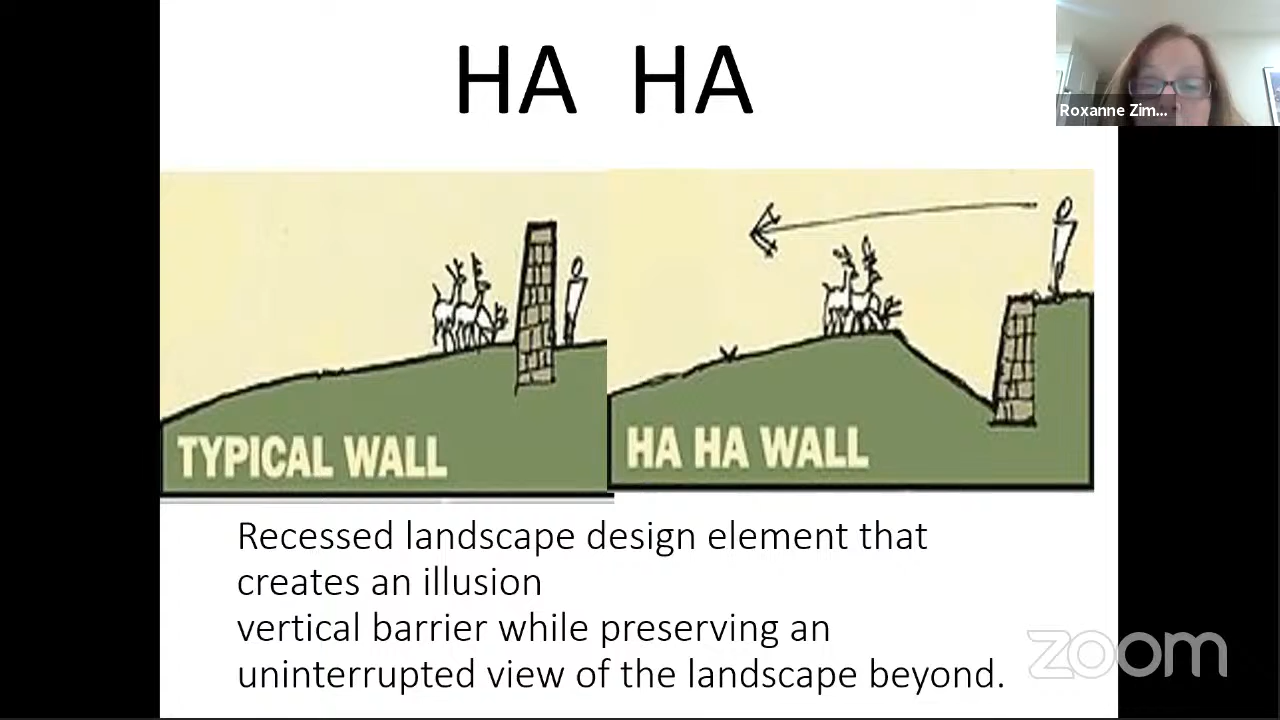 HA HA
Roxanne Zim...
TYPICAL WALL
HA HA WALL
Recessed landscape design element that
creates an illusion
vertical barrier while preserving an
uninterrupted view of the landscape beyond.
zoom